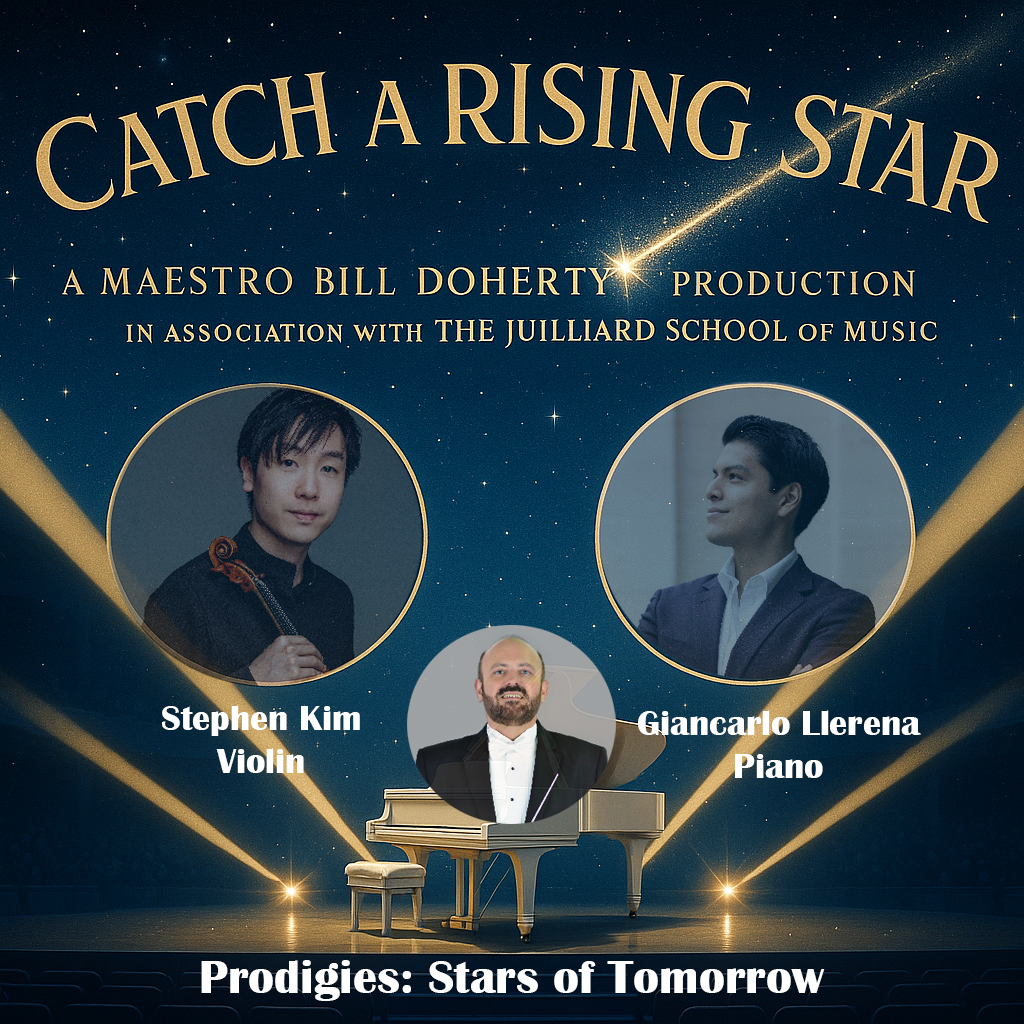 CATCH A RISING STAR
A MAESTRO BILL DOHERTY PRODUCTION
IN ASSOCIATION WITH THE JUILLIARD SCHOOL OF MUSIC
Stephen Kim
Violin
Giancarlo Llerena
Piano
Prodigies: Stars of Tomorrow